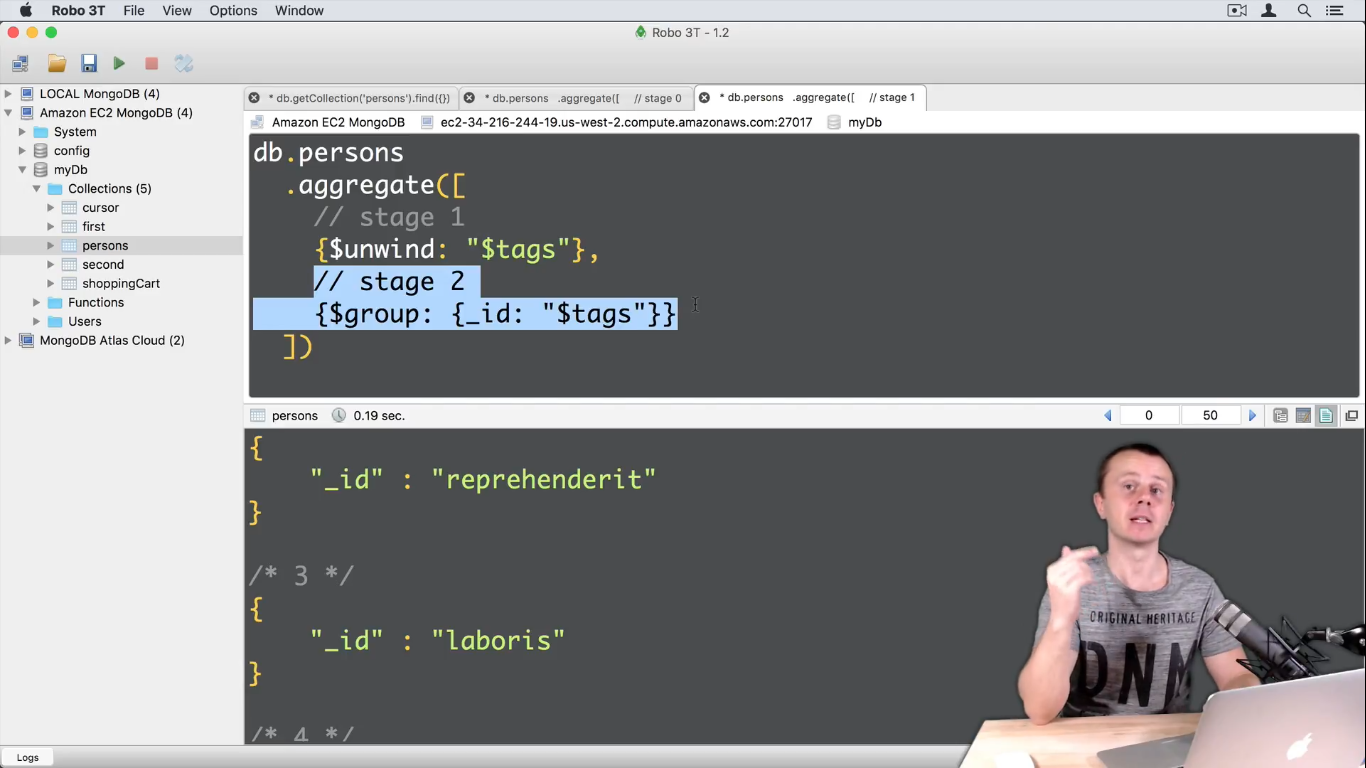 Robo 3T File View Options Window
Robo 3T - 1.2
LOCAL MongoDB (4)
Amazon EC2 MongoDB (4)
System
config
myDb
Collections (5)
cursor
first
persons
second
shoppingCart
Functions
Users
MongoDB Atlas Cloud (2)
* db.getCollection('persons').find({}) * db.persons .aggregate([ // stage 0 * db.persons .aggregate([ // stage 1
Amazon EC2 MongoDB ec2-34-216-244-19.us-west-2.compute.amazonaws.com:27017 myDb
db.persons
.aggregate([
// stage 1
{$unwind: "$tags"},
// stage 2
{$group: {_id: "$tags"}}
])
persons 0.19 sec. 0 50
{
"_id" : "reprehenderit"
}
/* 3 */
{
"_id" : "laboris"
}
/* 4 */
ORIGINAL HERITAGE
DNM
Logs